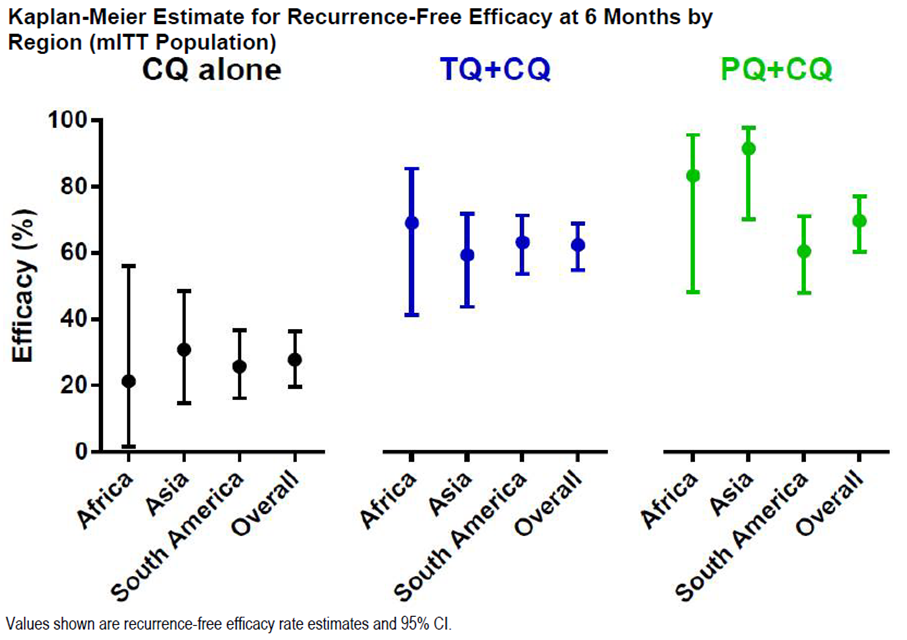 Kaplan-Meier Estimate for Recurrence-Free Efficacy at 6 Months by
Region (mITT Population)
CQ alone
TQ+CQ
PQ+CQ
Efficacy (%)
100
80
60
40
20
0
Africa
Asia
South America
Overall
Africa
Asia
South America
Overall
Africa
Asia
South America
Overall
Values shown are recurrence-free efficacy rate estimates and 95% CI.